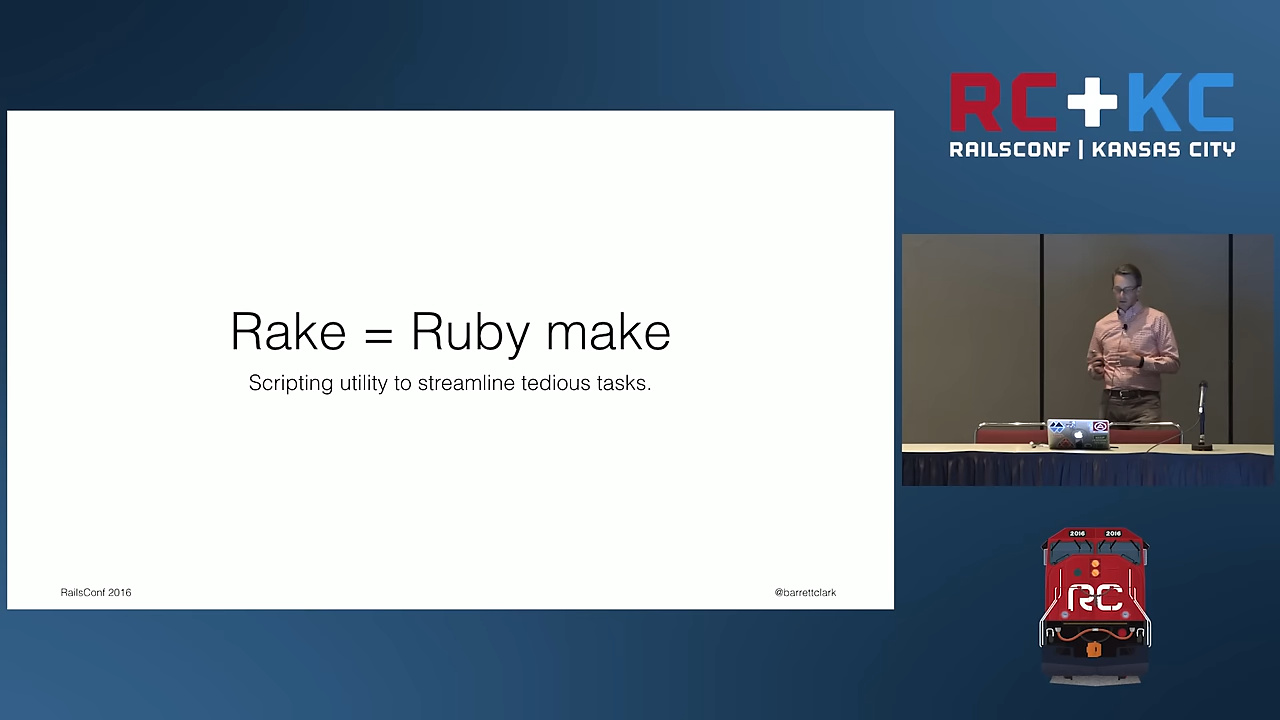 RC+KC
RAILSCONF | KANSAS CITY
Rake = Ruby make
Scripting utility to streamline tedious tasks.
RailsConf 2016
@barrettclark
2016 2016
RC